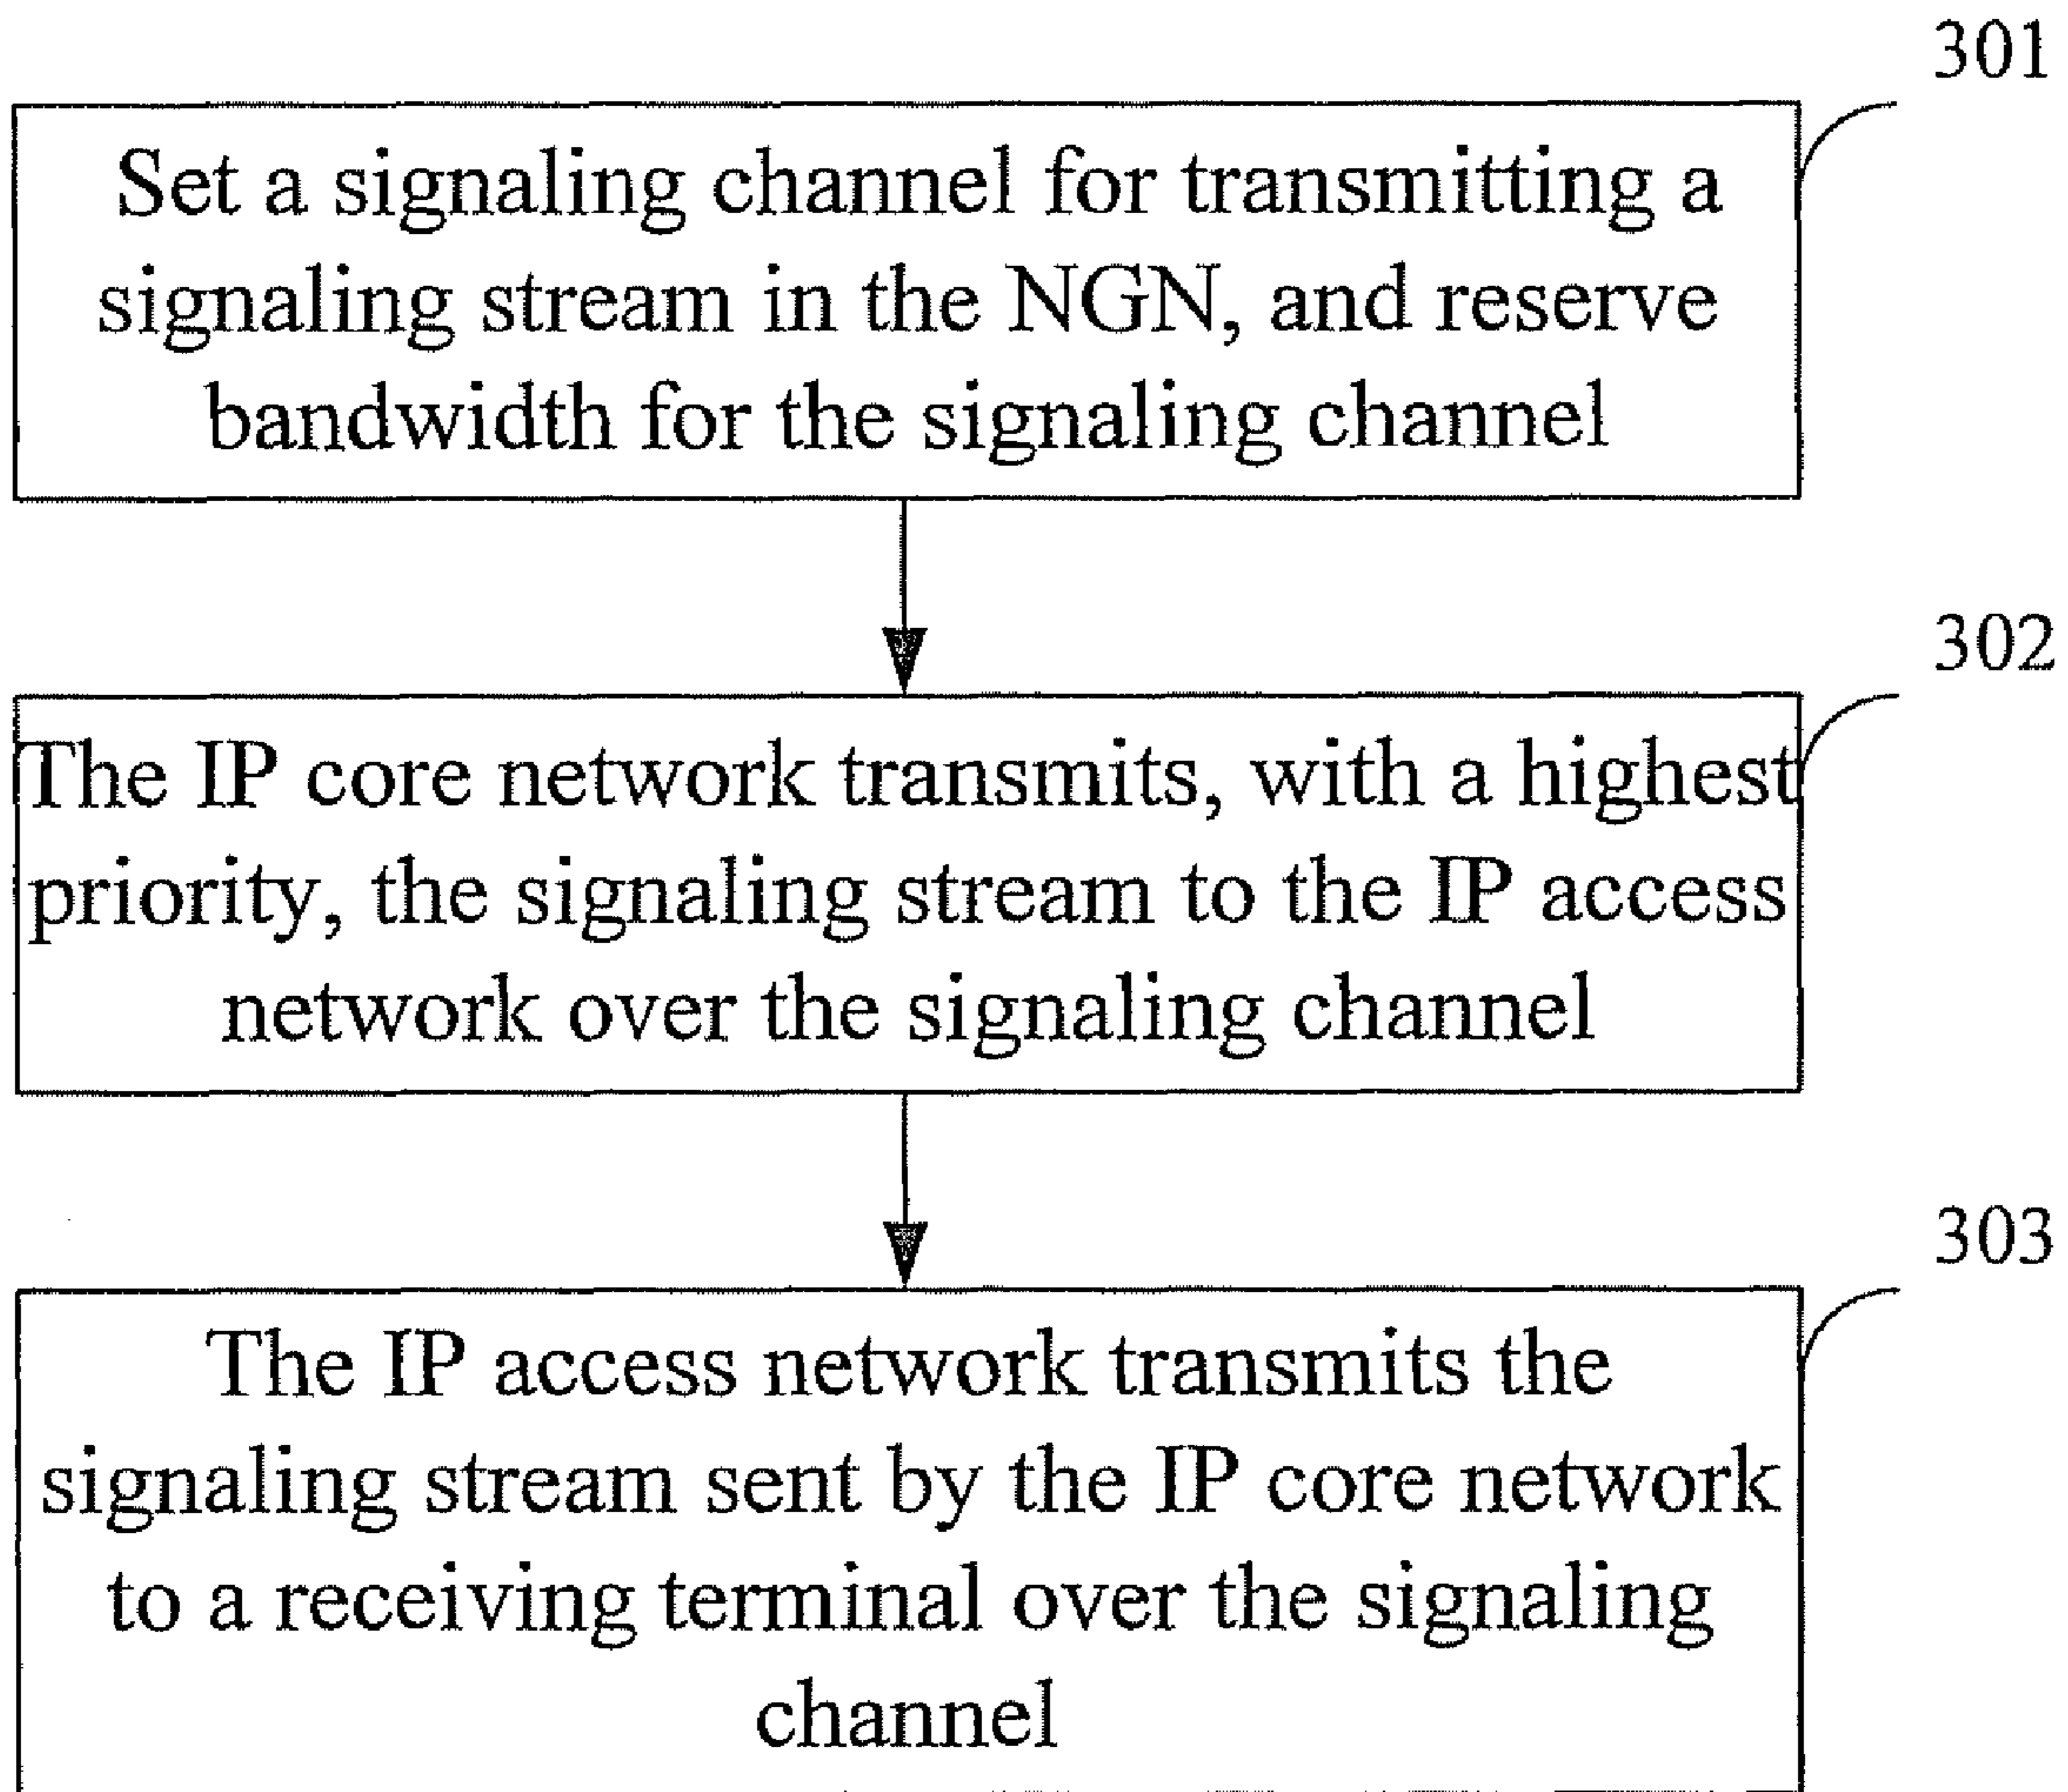 301
Set a signaling channel for transmitting a
signaling stream in the NGN, and reserve
bandwidth for the signaling channel
302
The IP core network transmits, with a highest
priority, the signaling stream to the IP access
network over the signaling channel
303
The IP access network transmits the
signaling stream sent by the IP core network
to a receiving terminal over the signaling
channel